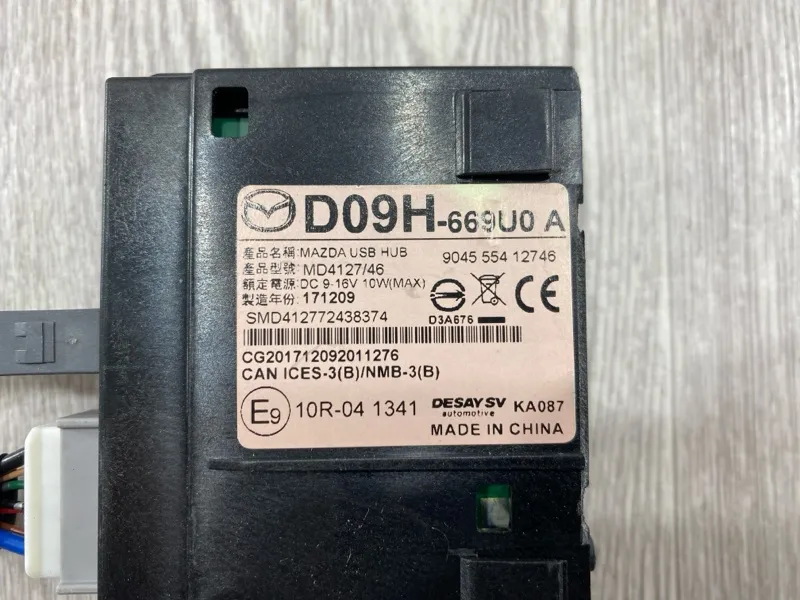 D09H-669U0 A
產品名稱:MAZDA USB HUB
9045 554 12746
產品型號: MD4127/46
額定電源:DC 9-16V 10W(MAX)
製造年份:171209
SMD412772438374
D3A676
CE
CG201712092011276
CAN ICES-3(B)/NMB-3(B)
E9 10R-04 1341
DESAY SV
automotive
KA087
MADE IN CHINA